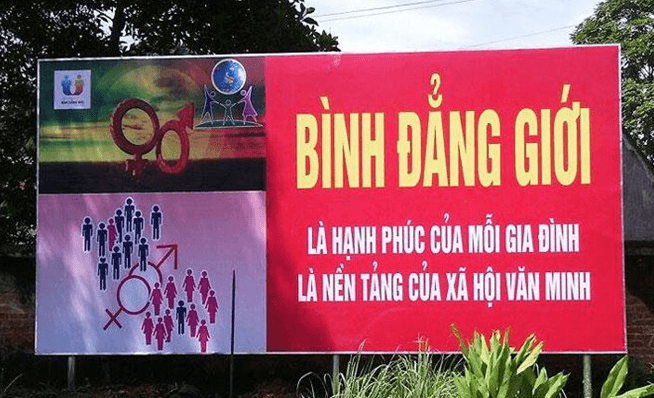 BÌNH ĐẲNG GIỚI
LÀ HẠNH PHÚC CỦA MỖI GIA ĐÌNH
LÀ NỀN TẢNG CỦA XÃ HỘI VĂN MINH